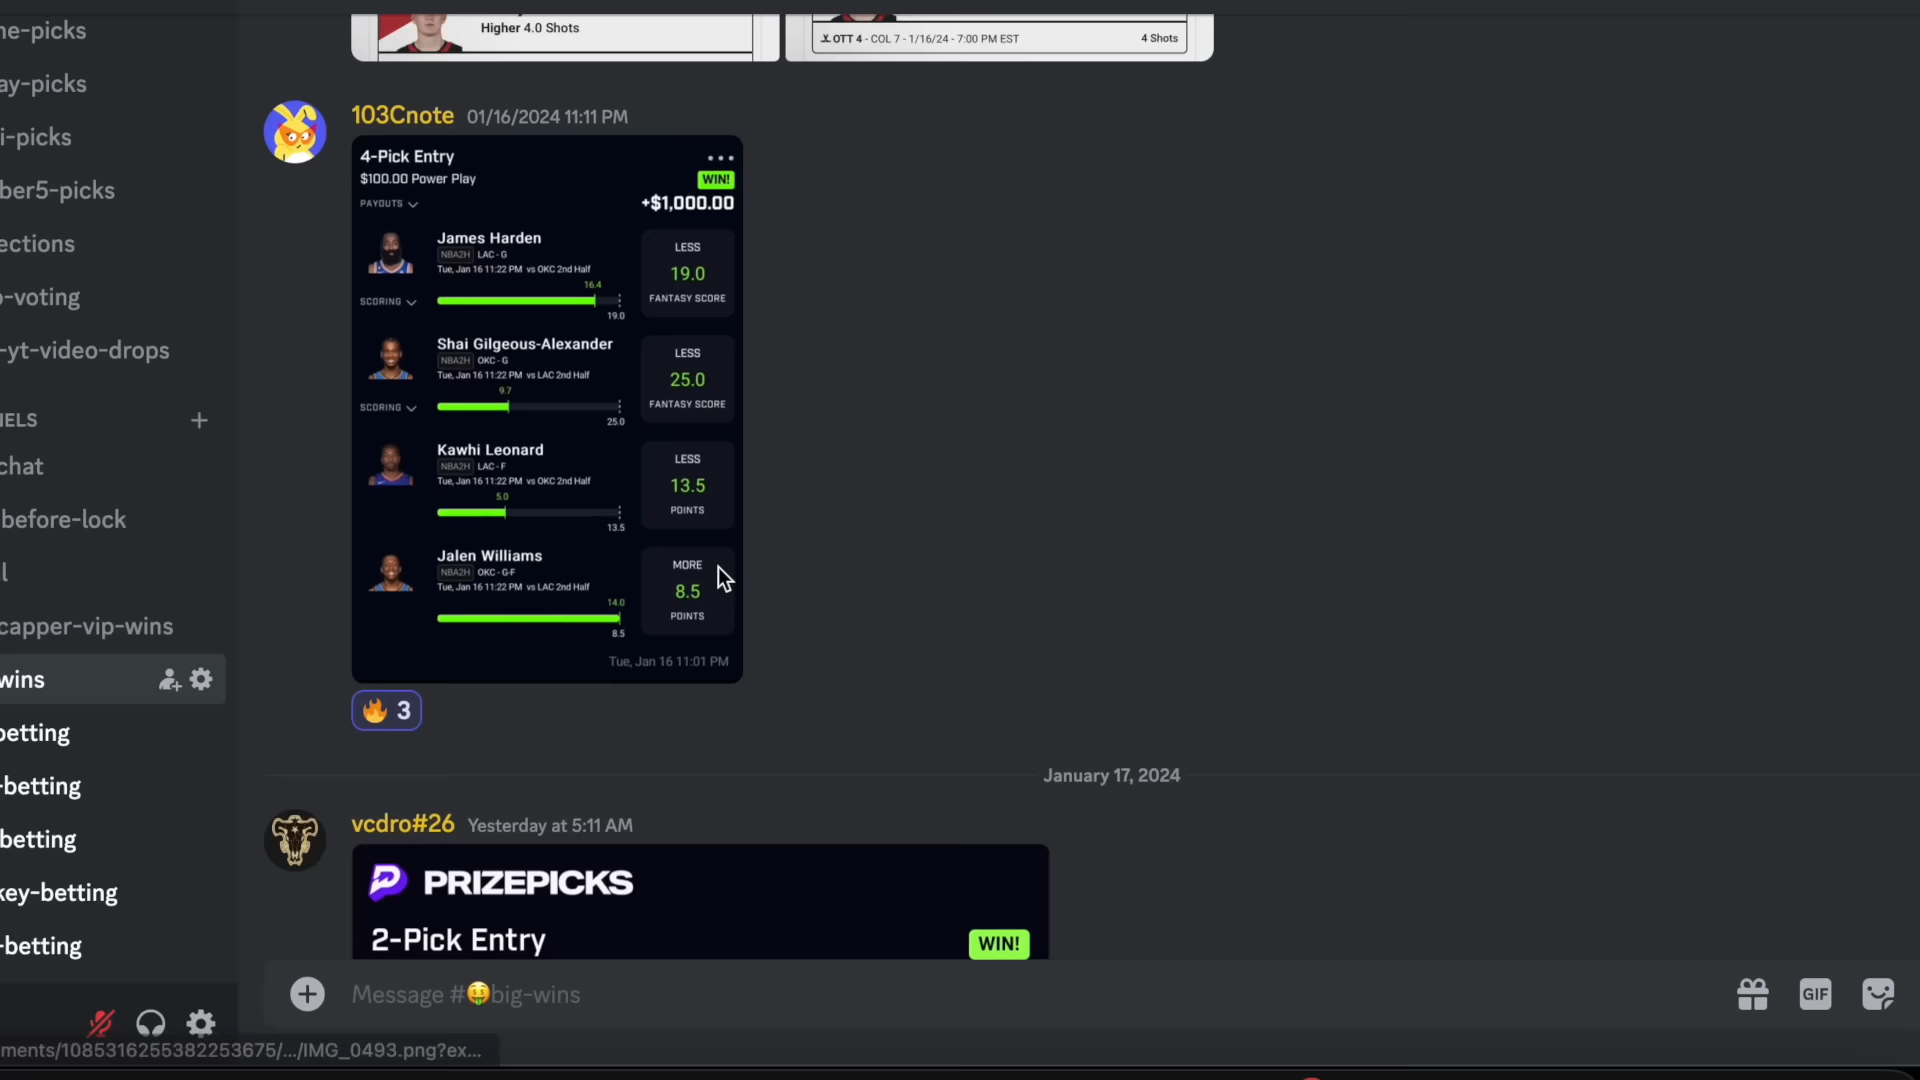 ne-picks
ay-picks
i-picks
ber5-picks
ections
-voting
-yt-video-drops
NELS
chat
before-lock
l
capper-vip-wins
wins
betting
-betting
betting
key-betting
-betting
ments/1085316255382253675/.../IMG_0493.png?ex...
Higher 4.0 Shots
OTT 4 - COL 7 - 1/16/24 - 7:00 PM EST
4 Shots
103Cnote 01/16/2024 11:11 PM
4-Pick Entry
$100.00 Power Play
WIN!
PAYOUTS
+$1,000.00
James Harden
NBA2H LAC - G
Tue, Jan 16 11:22 PM vs OKC 2nd Half
16.4
SCORING
19.0
LESS
19.0
FANTASY SCORE
Shai Gilgeous-Alexander
NBA2H OKC - G
Tue, Jan 16 11:22 PM vs LAC 2nd Half
9.7
SCORING
25.0
LESS
25.0
FANTASY SCORE
Kawhi Leonard
NBA2H LAC - F
Tue, Jan 16 11:22 PM vs OKC 2nd Half
5.0
13.5
LESS
13.5
POINTS
Jalen Williams
NBA2H OKC - G-F
Tue, Jan 16 11:22 PM vs LAC 2nd Half
14.0
8.5
MORE
8.5
POINTS
Tue, Jan 16 11:01 PM
🔥 3
January 17, 2024
vcdro#26 Yesterday at 5:11 AM
PRIZEPICKS
2-Pick Entry
WIN!
Message #🤑big-wins
GIF